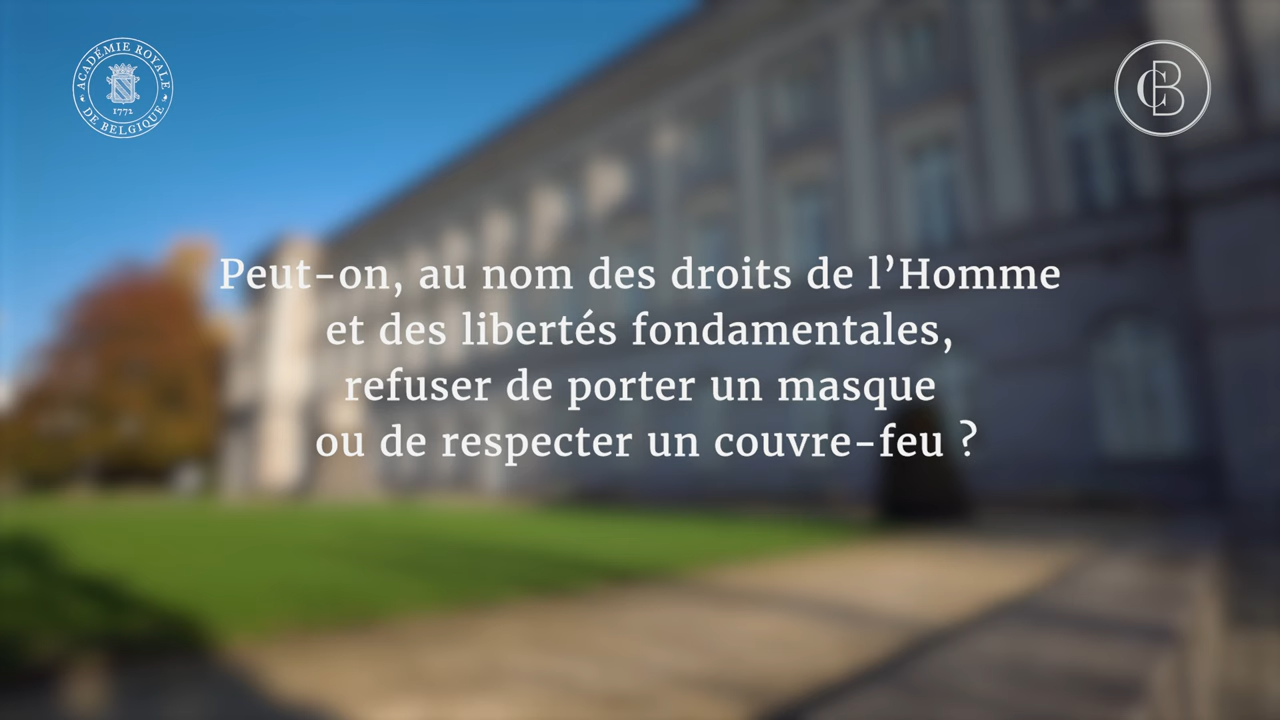 ACADÉMIE ROYALE
DE BELGIQUE
1772
CB
Peut-on, au nom des droits de l’Homme
et des libertés fondamentales,
refuser de porter un masque
ou de respecter un couvre-feu ?